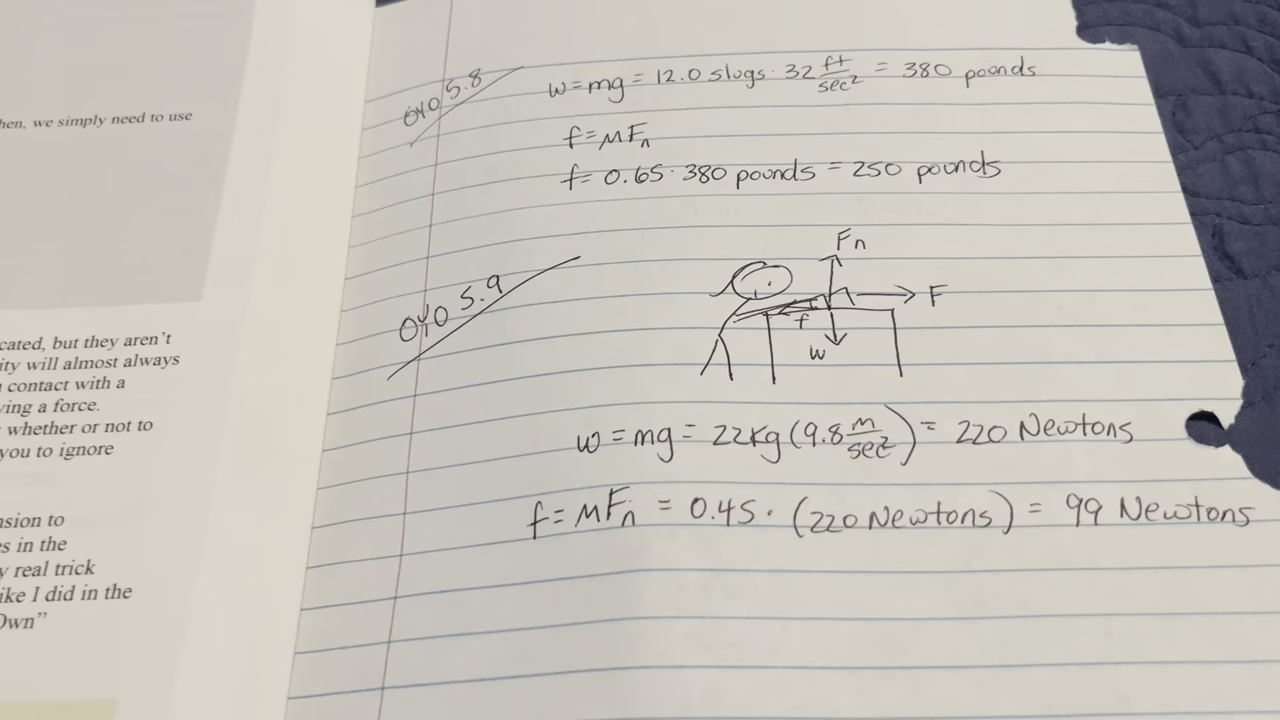 hen, we simply need to use
cated, but they aren't
ity will almost always
contact with a
ving a force.
whether or not to
you to ignore
nsion to
s in the
y real trick
ike I did in the
Own"
OYO 5.8
w = mg = 12.0 slugs · 32 ft/sec² = 380 pounds
f = μFn
f = 0.65 · 380 pounds = 250 pounds
OYO 5.9
Fn
F
f
w
w = mg = 22kg (9.8 m/sec²) = 220 Newtons
f = μFn = 0.45 · (220 Newtons) = 99 Newtons